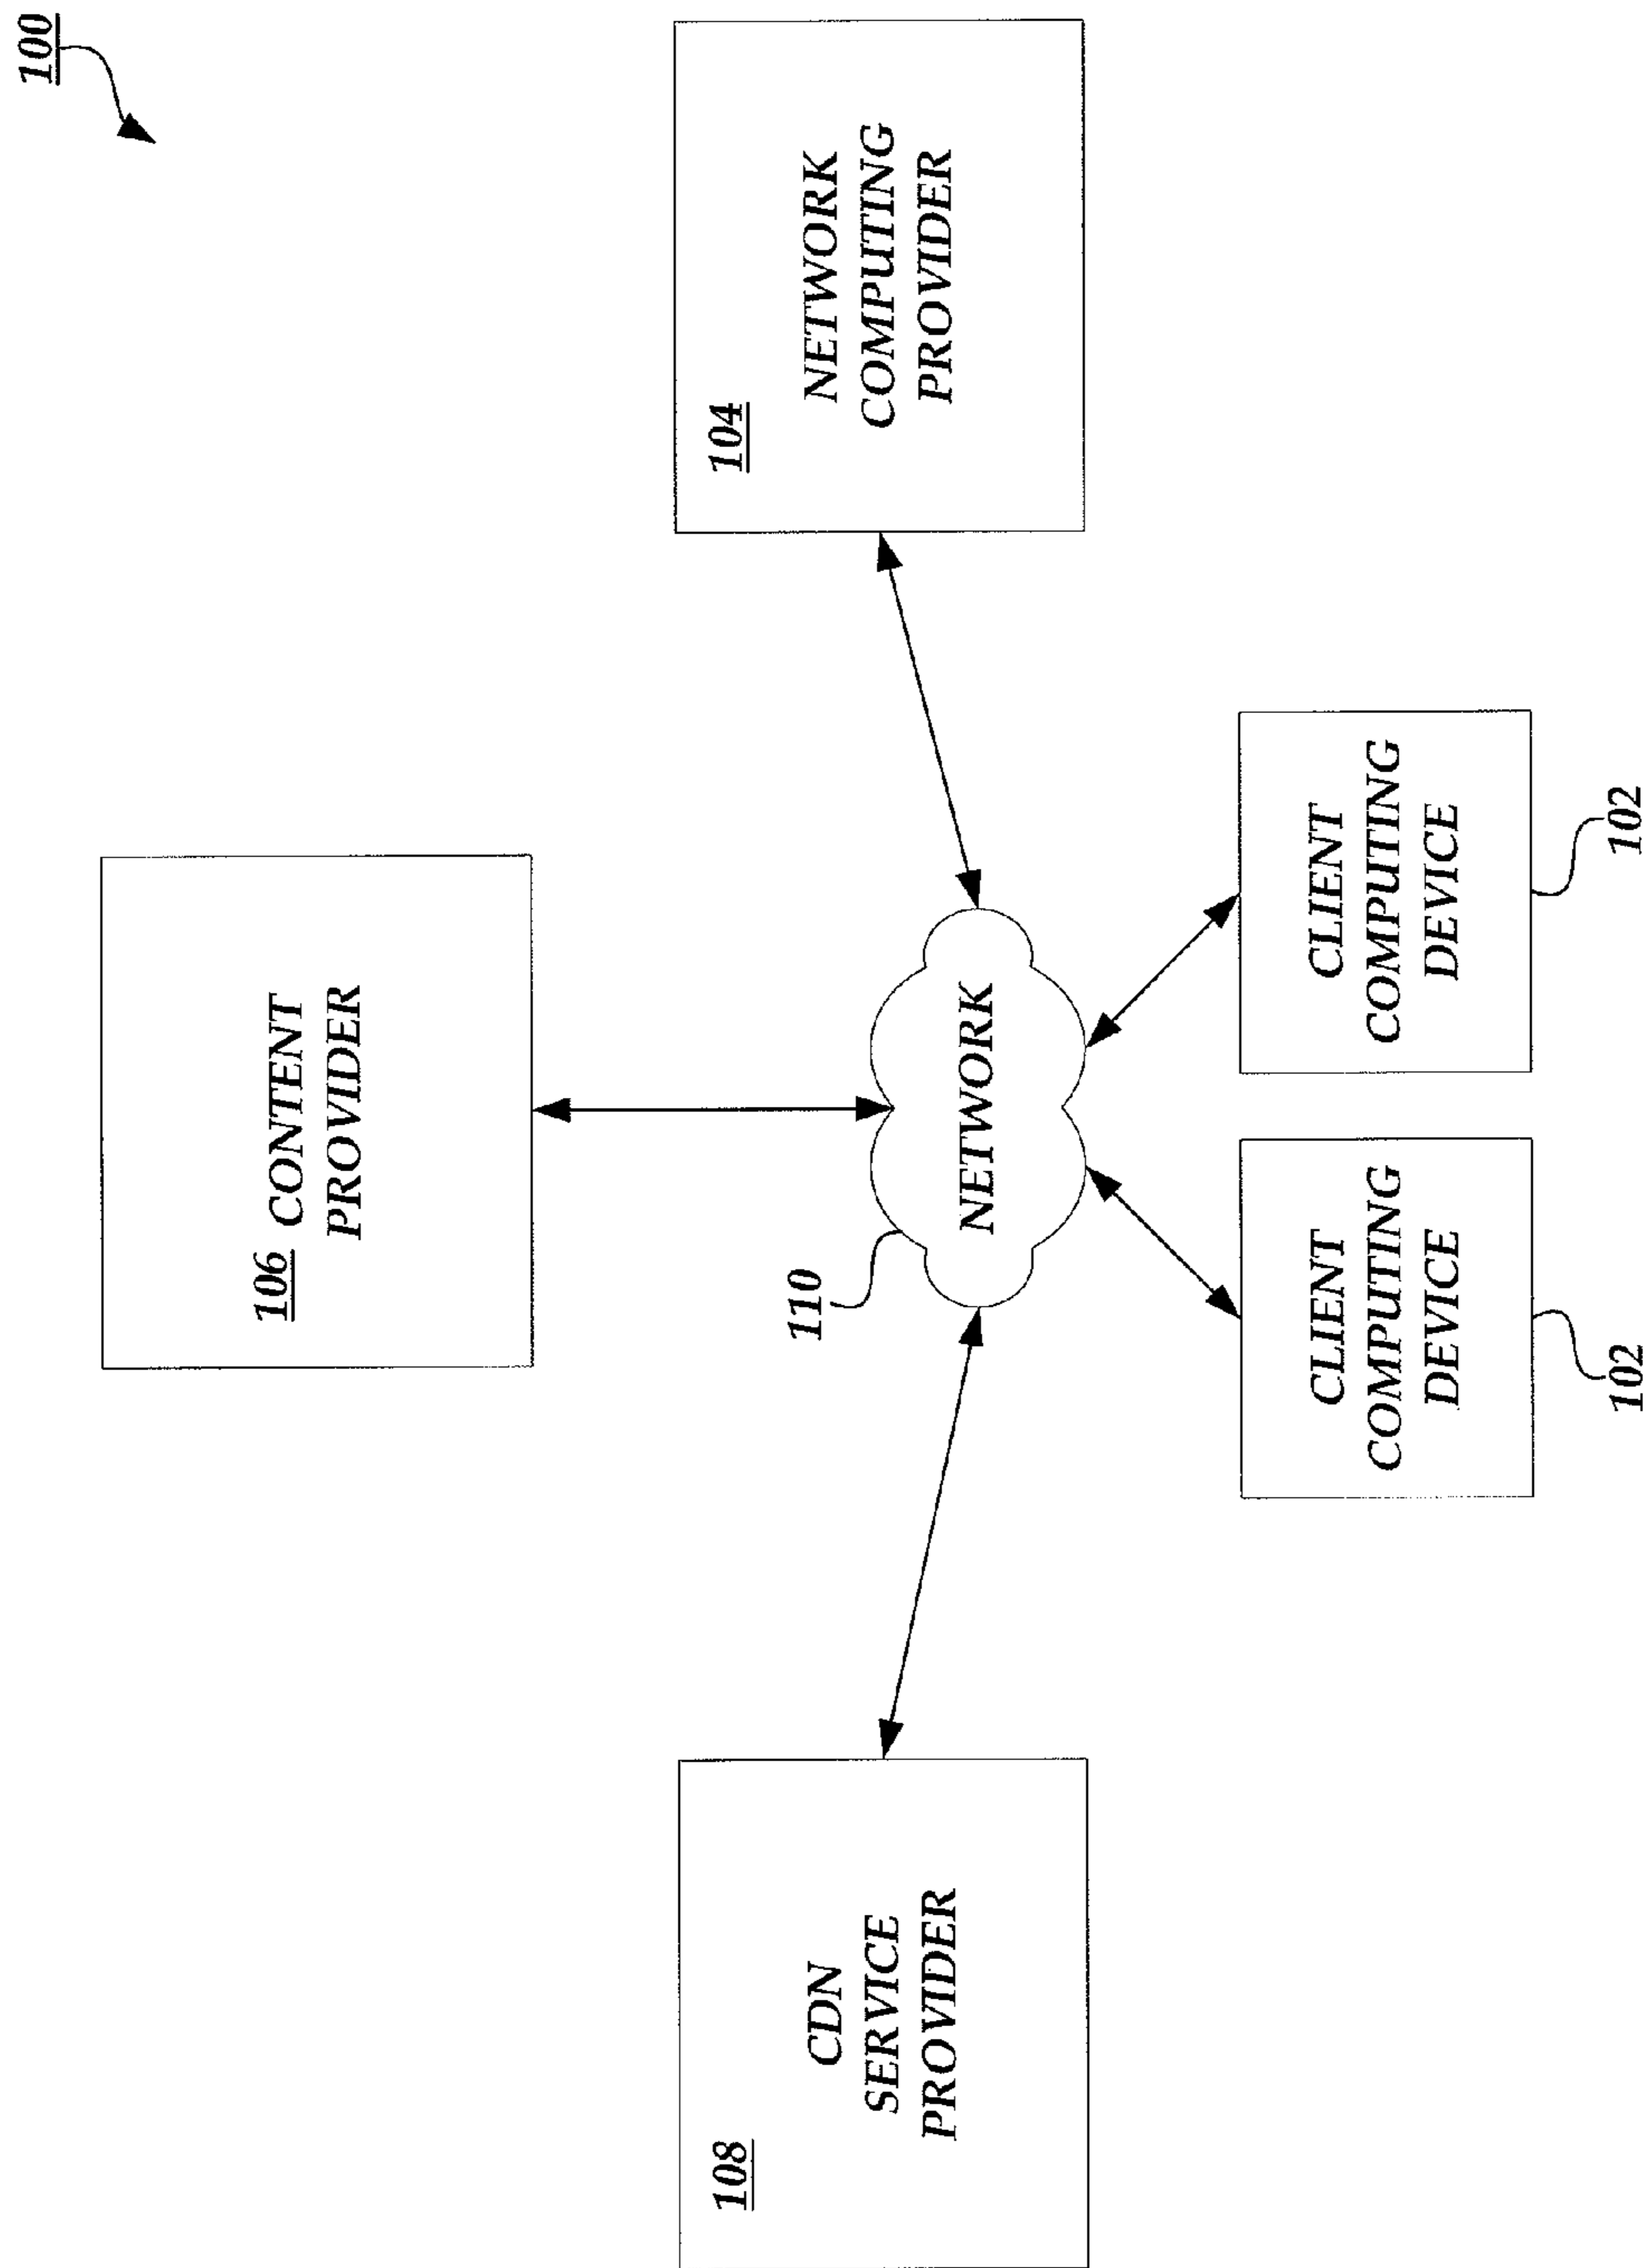 100
106 CONTENT
PROVIDER
108
CDN
SERVICE
PROVIDER
110
NETWORK
104
NETWORK
COMPUTING
PROVIDER
CLIENT
COMPUTING
DEVICE
102
CLIENT
COMPUTING
DEVICE
102